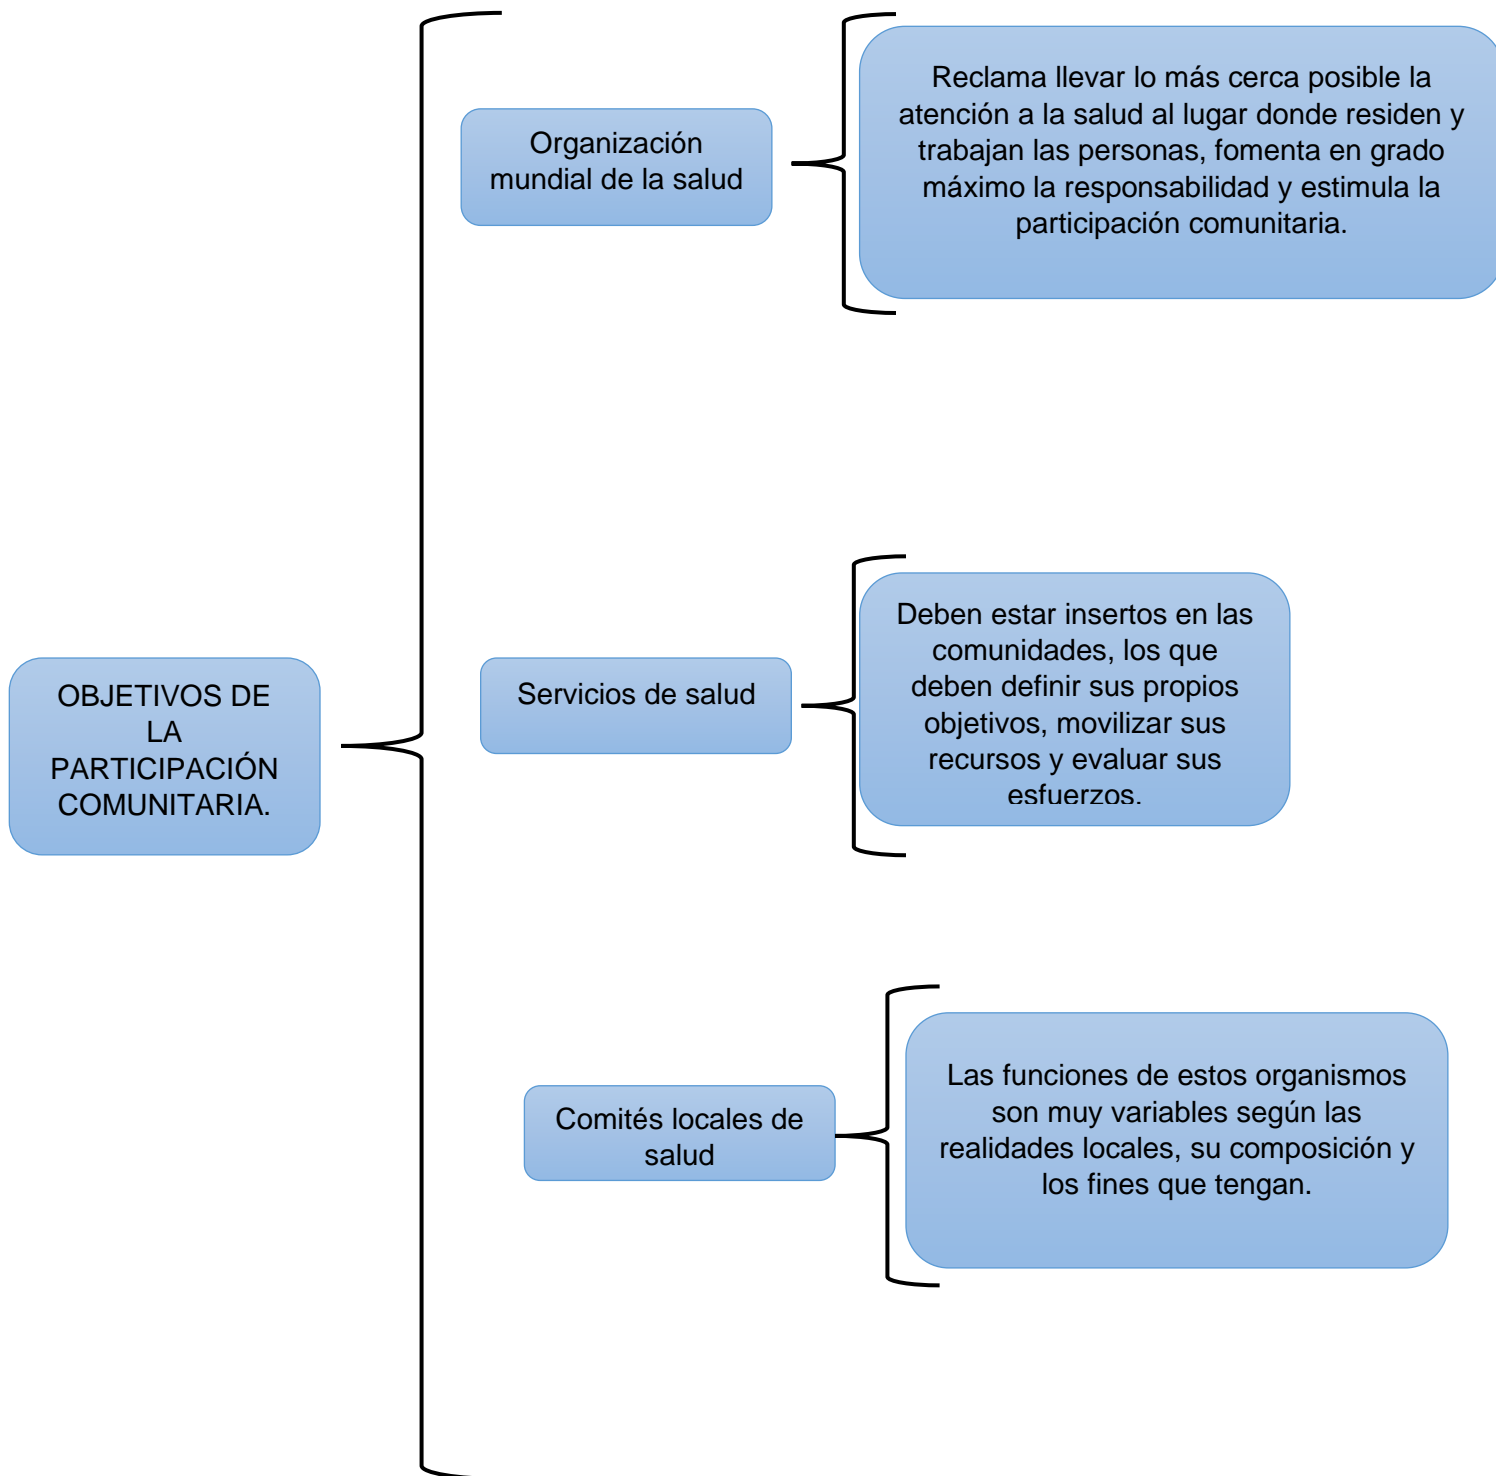 OBJETIVOS DE
LA
PARTICIPACIÓN
COMUNITARIA.
Organización
mundial de la salud
Reclama llevar lo más cerca posible la
atención a la salud al lugar donde residen y
trabajan las personas, fomenta en grado
máximo la responsabilidad y estimula la
participación comunitaria.
Servicios de salud
Deben estar insertos en las
comunidades, los que
deben definir sus propios
objetivos, movilizar sus
recursos y evaluar sus
esfuerzos.
Comités locales de
salud
Las funciones de estos organismos
son muy variables según las
realidades locales, su composición y
los fines que tengan.